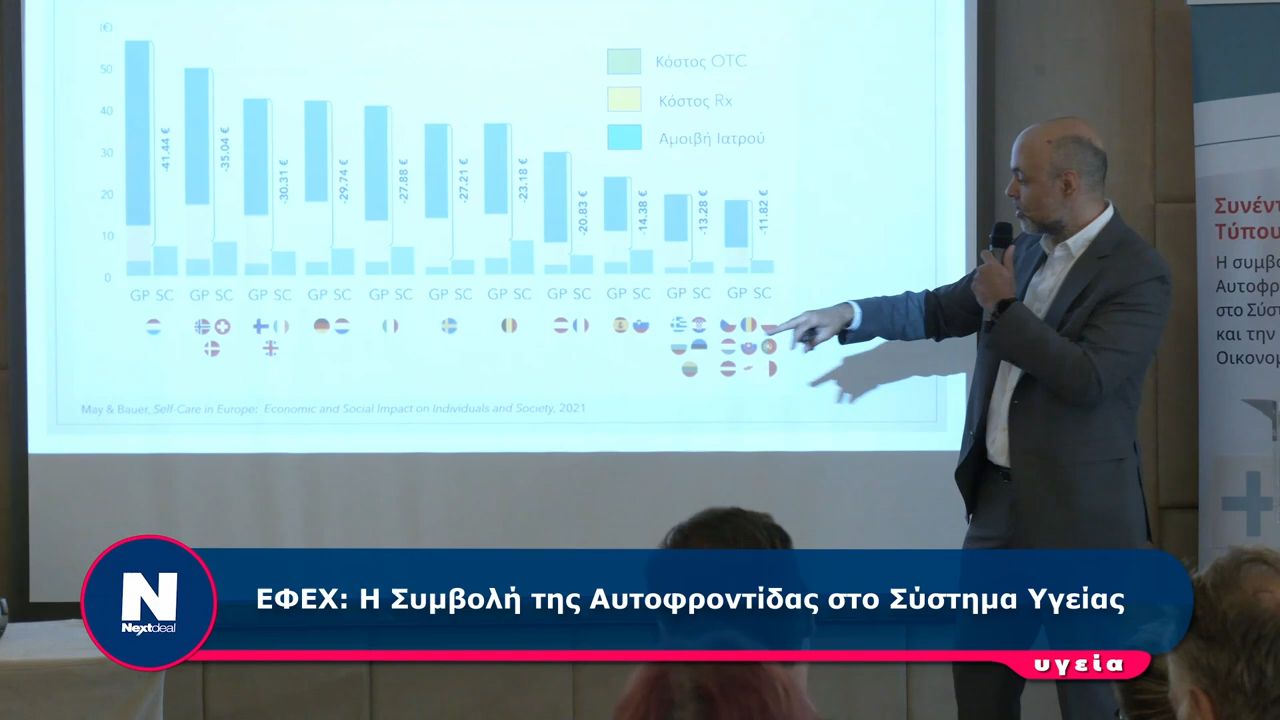 (€)
50
40
30
20
10
0
Κόστος OTC
Κόστος Rx
Αμοιβή Ιατρού
-41.44 €
-35.04 €
-30.31 €
-29.74 €
-27.88 €
-27.21 €
-23.18 €
-20.83 €
-14.38 €
-13.28 €
-11.82 €
GP SC GP SC GP SC GP SC GP SC GP SC GP SC GP SC GP SC GP SC GP SC
May & Bauer, Self-Care in Europe: Economic and Social Impact on Individuals and Society, 2021
Τύπου
Η
στο
και την
N
Nextdeal
ΕΦΕΧ: Η Συμβολή της Αυτοφροντίδας στο Σύστημα Υγείας
υγεία